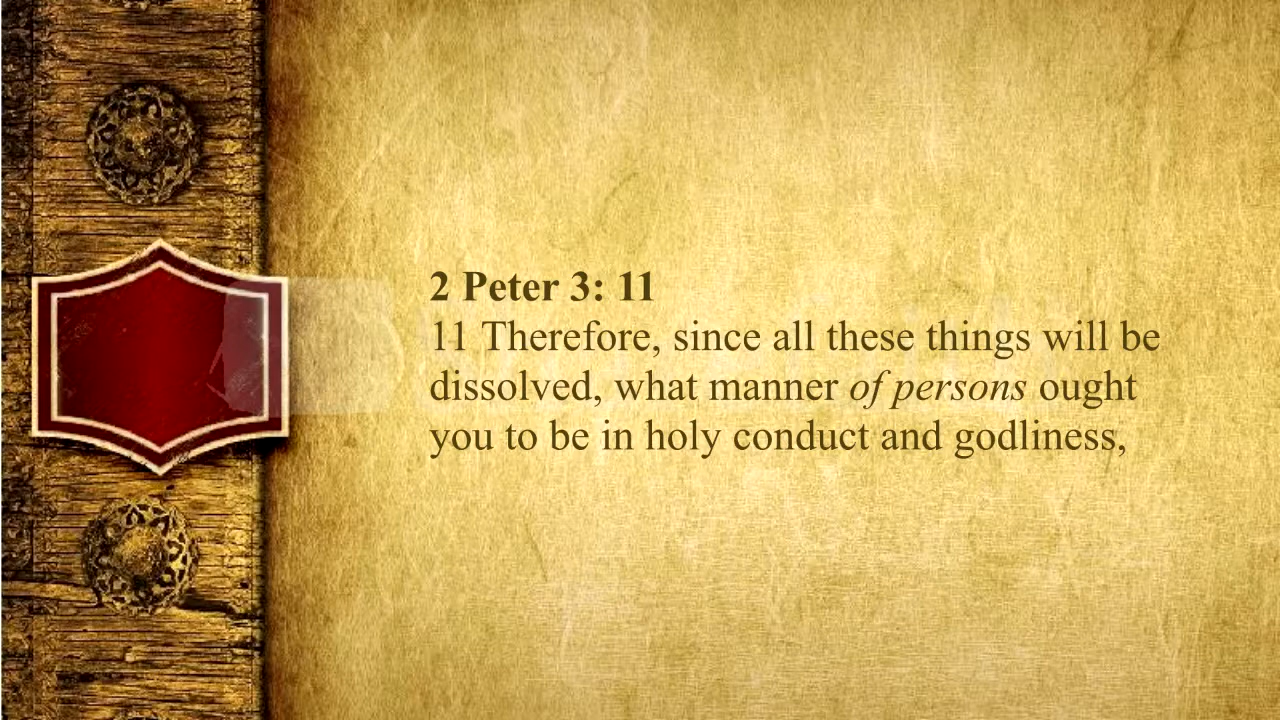 2 Peter 3: 11
11 Therefore, since all these things will be
dissolved, what manner of persons ought
you to be in holy conduct and godliness,